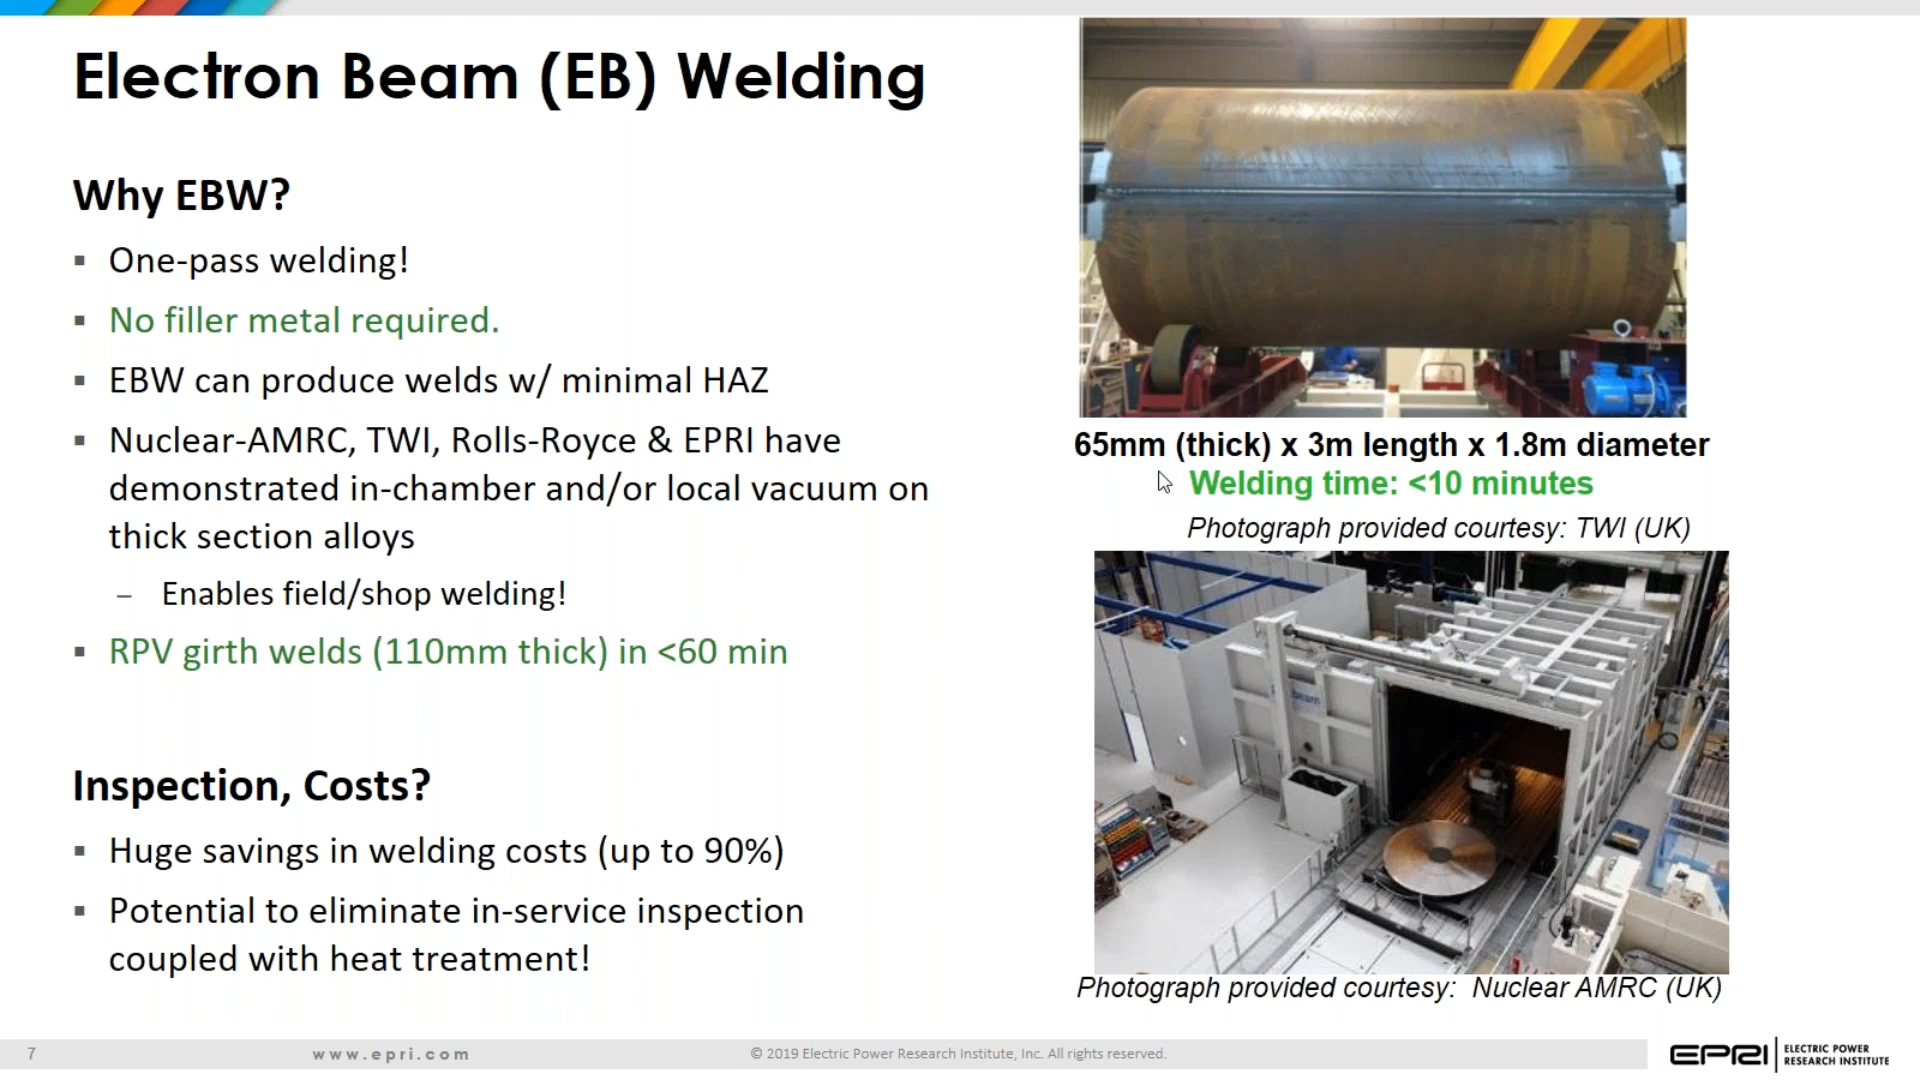 Electron Beam (EB) Welding
Why EBW?
▪ One-pass welding!
▪ No filler metal required.
▪ EBW can produce welds w/ minimal HAZ
▪ Nuclear-AMRC, TWI, Rolls-Royce & EPRI have
demonstrated in-chamber and/or local vacuum on
thick section alloys
– Enables field/shop welding!
▪ RPV girth welds (110mm thick) in <60 min
Inspection, Costs?
▪ Huge savings in welding costs (up to 90%)
▪ Potential to eliminate in-service inspection
coupled with heat treatment!
65mm (thick) x 3m length x 1.8m diameter
Welding time: <10 minutes
Photograph provided courtesy: TWI (UK)
Photograph provided courtesy: Nuclear AMRC (UK)
7
www.epri.com
© 2019 Electric Power Research Institute, Inc. All rights reserved.
EPRI
ELECTRIC POWER
RESEARCH INSTITUTE